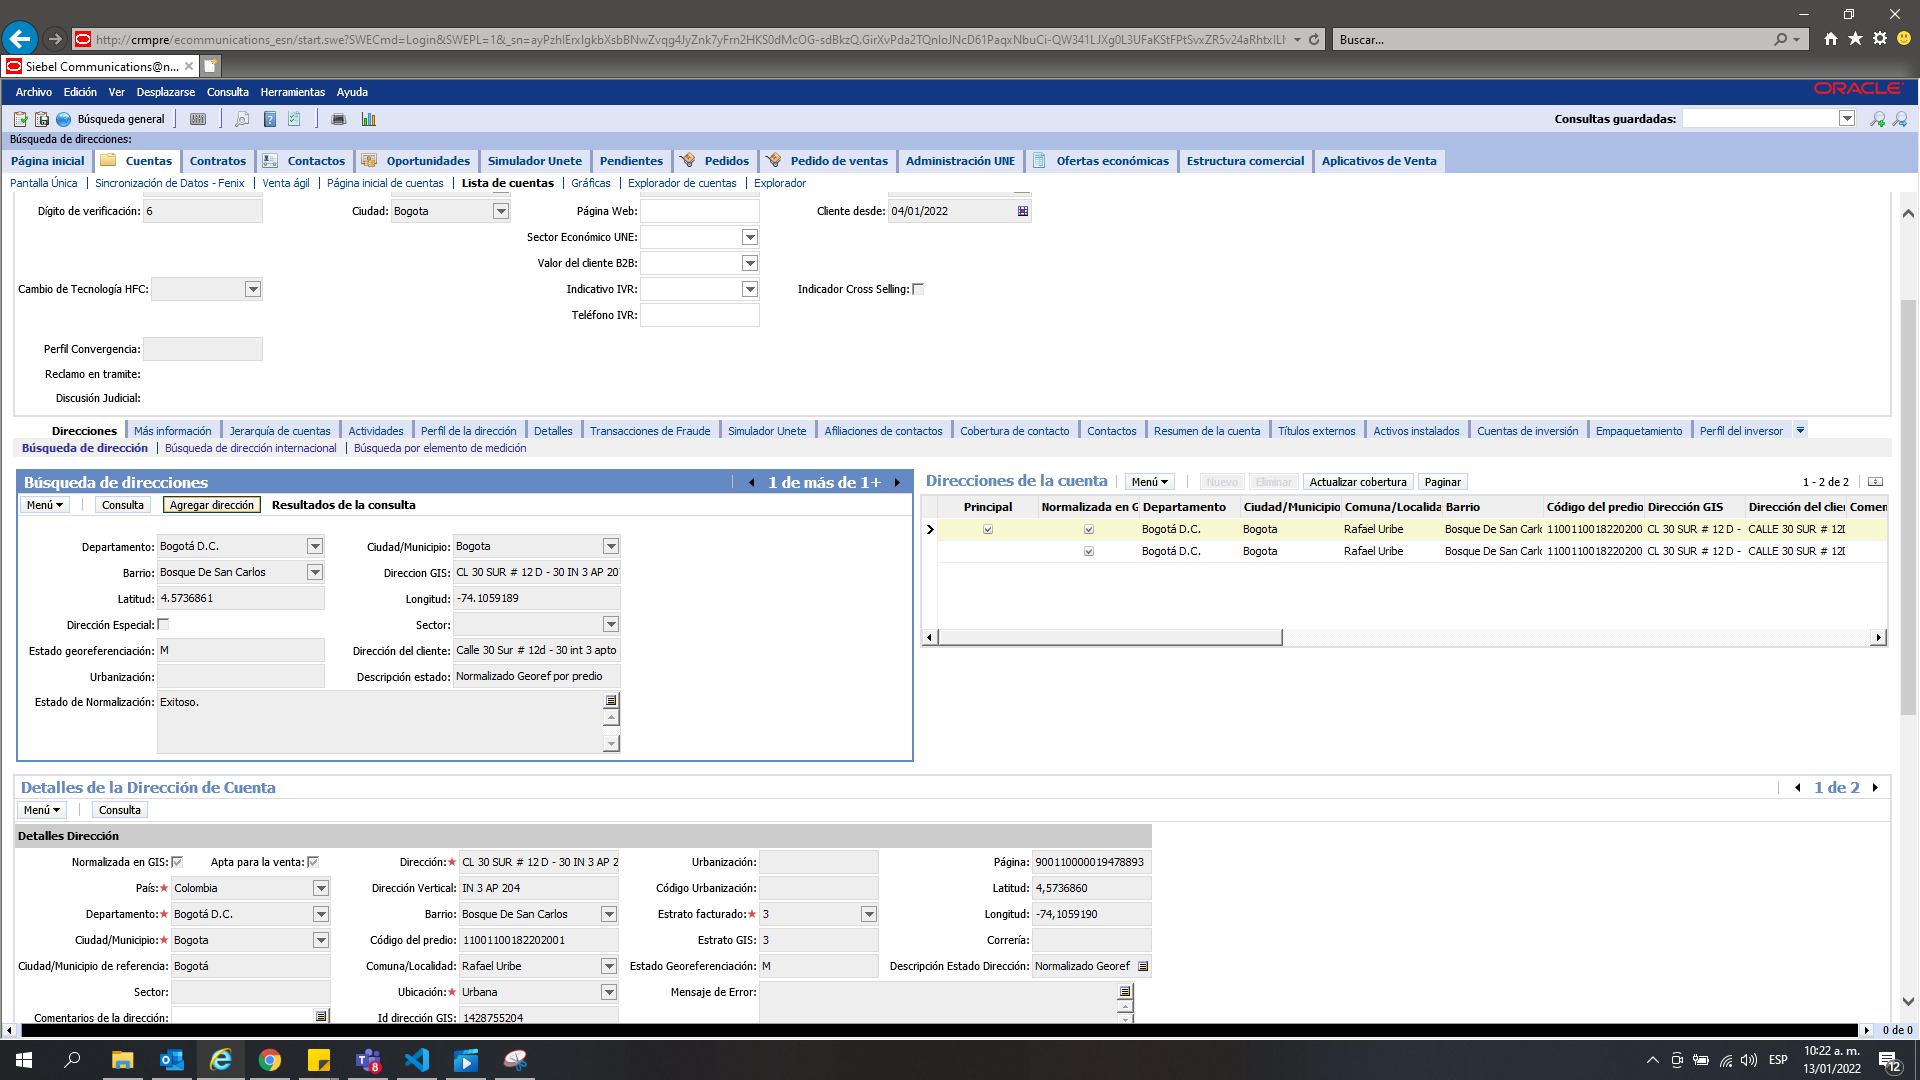 http://crmpre/ecommunications_esn/start.swe?SWECmd=Login&SWEPL=1&_sn= Buscar...
Siebel Communications@n...
Archivo Edición Ver Desplazarse Consulta Herramientas Ayuda ORACLE
Búsqueda general Consultas guardadas:
Búsqueda de direcciones:
Página inicial Cuentas Contratos Contactos Oportunidades Simulador Unete Pendientes Pedidos Pedido de ventas Administración UNE Ofertas económicas Estructura comercial Aplicativos de Venta
Pantalla Única Sincronización de Datos - Fenix Venta ágil Página inicial de cuentas Lista de cuentas Gráficas Explorador de cuentas Explorador
Dígito de verificación: 6 Ciudad: Bogota Página Web: Cliente desde: 04/01/2022
Sector Económico UNE:
Valor del cliente B2B:
Cambio de Tecnología HFC: Indicativo IVR: Indicador Cross Selling:
Teléfono IVR:
Perfil Convergencia:
Reclamo en tramite:
Discusión Judicial:
Direcciones Más información Jerarquía de cuentas Actividades Perfil de la dirección Detalles Transacciones de Fraude Simulador Unete Afiliaciones de contactos Cobertura de contacto Contactos Resumen de la cuenta Títulos externos Activos instalados Cuentas de inversión Empaquetamiento Perfil del inversor
Búsqueda de dirección Búsqueda de dirección internacional Búsqueda por elemento de medición
Búsqueda de direcciones 1 de más de 1+
Menú Consulta Agregar dirección Resultados de la consulta
Departamento: Bogotá D.C. Ciudad/Municipio: Bogota
Barrio: Bosque De San Carlos Direccion GIS: CL 30 SUR # 12 D - 30 IN 3 AP 20
Latitud: 4.5736861 Longitud: -74.1059189
Dirección Especial: Sector:
Estado georeferenciación: M Dirección del cliente: Calle 30 Sur # 12d - 30 int 3 apto
Urbanización: Descripción estado: Normalizado Georef por predio
Estado de Normalización: Exitoso.
Direcciones de la cuenta Menú Nuevo Eliminar Actualizar cobertura Paginar 1 - 2 de 2
Principal Normalizada en G Departamento Ciudad/Municipio Comuna/Localida Barrio Código del predio Dirección GIS Dirección del clie Comen
Bogotá D.C. Bogota Rafael Uribe Bosque De San Carlo 1100110018220200 CL 30 SUR # 12 D - CALLE 30 SUR # 12D
Bogotá D.C. Bogota Rafael Uribe Bosque De San Carlo 1100110018220200 CL 30 SUR # 12 D - CALLE 30 SUR # 12D
Detalles de la Dirección de Cuenta 1 de 2
Menú Consulta
Detalles Dirección
Normalizada en GIS: Apta para la venta: Dirección:★ CL 30 SUR # 12 D - 30 IN 3 AP 2 Urbanización: Página: 900110000019478893
País:★ Colombia Dirección Vertical: IN 3 AP 204 Código Urbanización: Latitud: 4,5736860
Departamento:★ Bogotá D.C. Barrio: Bosque De San Carlos Estrato facturado:★ 3 Longitud: -74,1059190
Ciudad/Municipio:★ Bogota Código del predio: 11001100182202001 Estrato GIS: 3 Correría:
Ciudad/Municipio de referencia: Bogotá Comuna/Localidad: Rafael Uribe Estado Georeferenciación: M Descripción Estado Dirección: Normalizado Georef
Sector: Ubicación:★ Urbana Mensaje de Error:
Comentarios de la dirección: Id dirección GIS: 1428755204
0 de 0
8 ESP 10:22 a. m.
13/01/2022 12